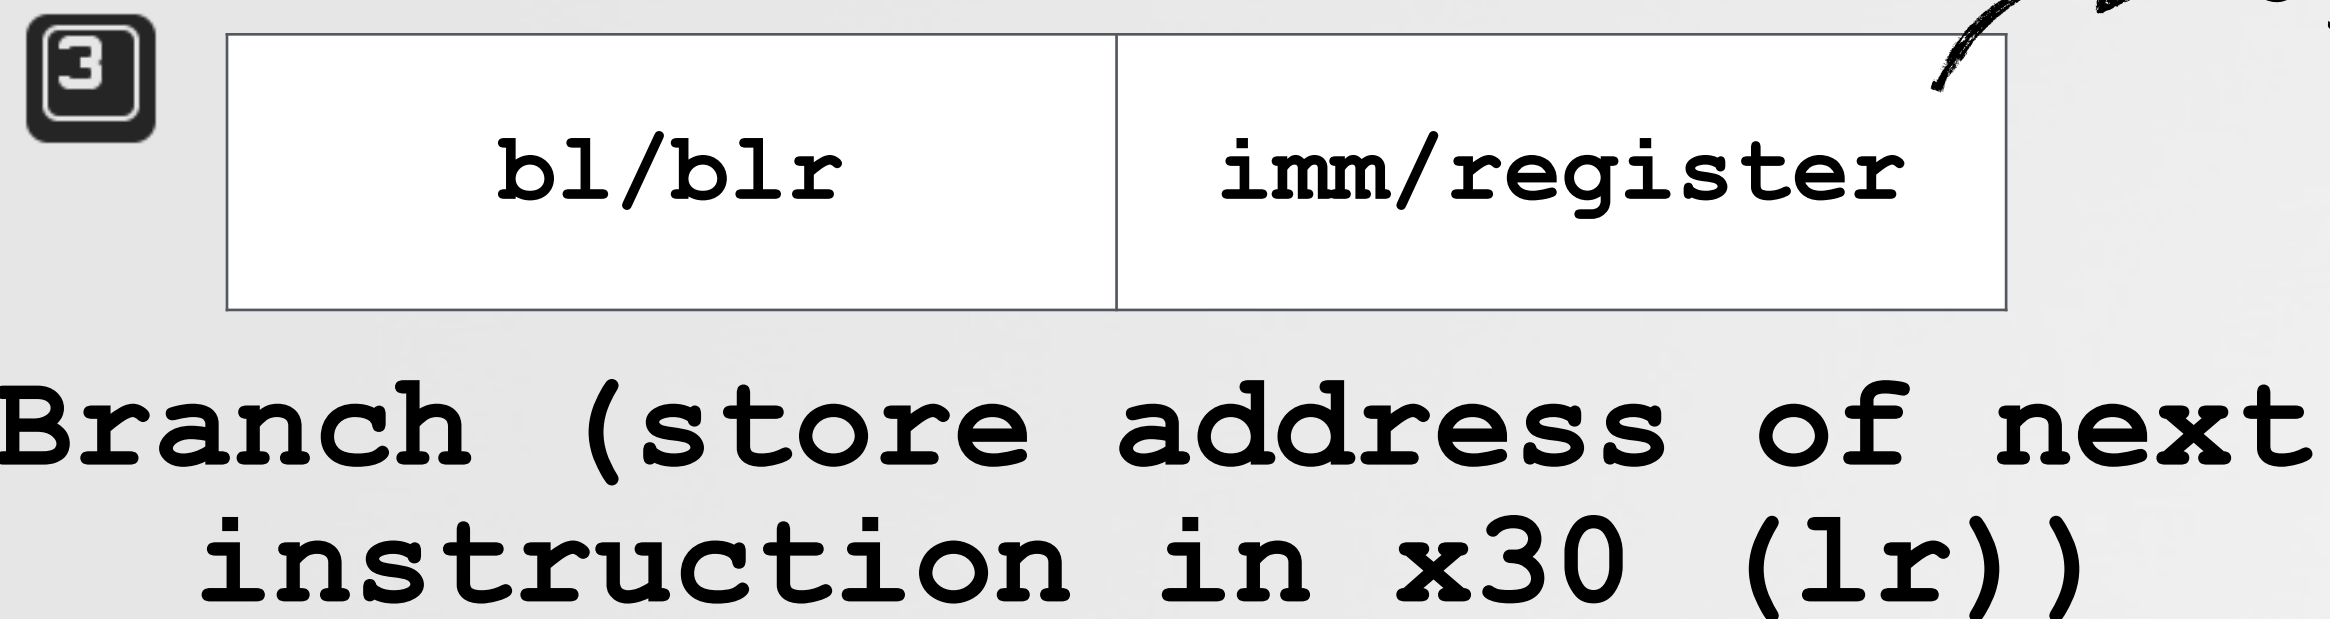 3
bl/blr imm/register
Branch (store address of next
instruction in x30 (lr))